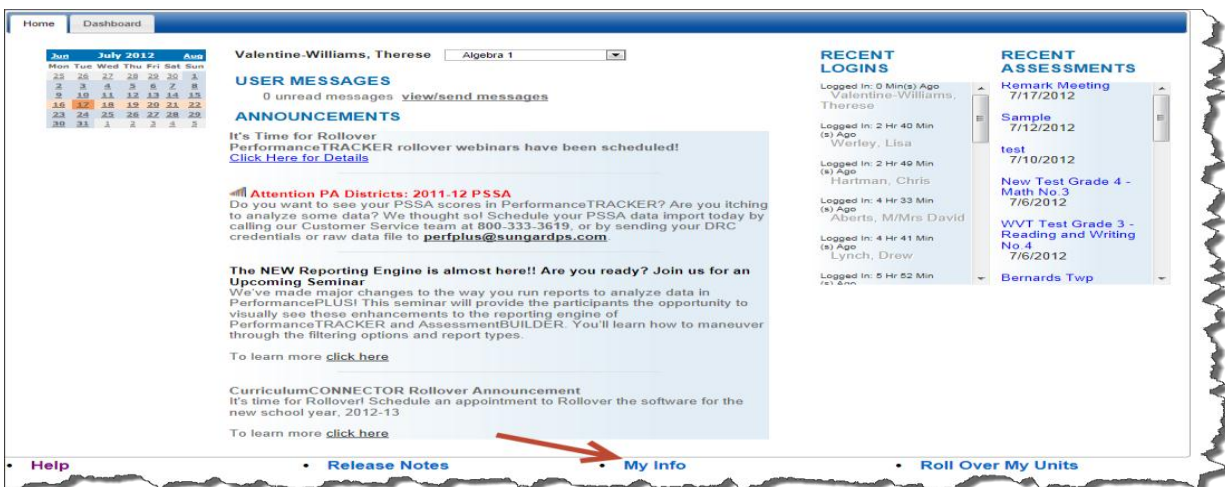 Home Dashboard
Jun July 2012 Aug
Mon Tue Wed Thu Fri Sat Sun
25 26 27 28 29 30 1
2 3 4 5 6 7 8
9 10 11 12 13 14 15
16 17 18 19 20 21 22
23 24 25 26 27 28 29
30 31 1 2 3 4 5
Valentine-Williams, Therese Algebra 1
USER MESSAGES
0 unread messages view/send messages
ANNOUNCEMENTS
It's Time for Rollover
PerformanceTRACKER rollover webinars have been scheduled!
Click Here for Details
Attention PA Districts: 2011-12 PSSA
Do you want to see your PSSA scores in PerformanceTRACKER? Are you itching
to analyze some data? We thought so! Schedule your PSSA data import today by
calling our Customer Service team at 800-333-3619, or by sending your DRC
credentials or raw data file to perfplus@sungardps.com.
The NEW Reporting Engine is almost here!! Are you ready? Join us for an
Upcoming Seminar
We've made major changes to the way you run reports to analyze data in
PerformancePLUS! This seminar will provide the participants the opportunity to
visually see these enhancements to the reporting engine of
PerformanceTRACKER and AssessmentBUILDER. You'll learn how to maneuver
through the filtering options and report types.
To learn more click here
CurriculumCONNECTOR Rollover Announcement
It's time for Rollover! Schedule an appointment to Rollover the software for the
new school year, 2012-13
To learn more click here
RECENT
LOGINS
Logged In: 0 Min(s) Ago
Valentine-Williams,
Therese
Logged In: 2 Hr 40 Min
(s) Ago
Werley, Lisa
Logged In: 2 Hr 49 Min
(s) Ago
Hartman, Chris
Logged In: 4 Hr 33 Min
(s) Ago
Aberts, M/Mrs David
Logged In: 4 Hr 41 Min
(s) Ago
Lynch, Drew
Logged In: 5 Hr 52 Min
(s) Ago
RECENT
ASSESSMENTS
Remark Meeting
7/17/2012
Sample
7/12/2012
test
7/10/2012
New Test Grade 4 -
Math No.3
7/6/2012
WVT Test Grade 3 -
Reading and Writing
No.4
7/6/2012
Bernards Twp
• Help • Release Notes • My Info • Roll Over My Units